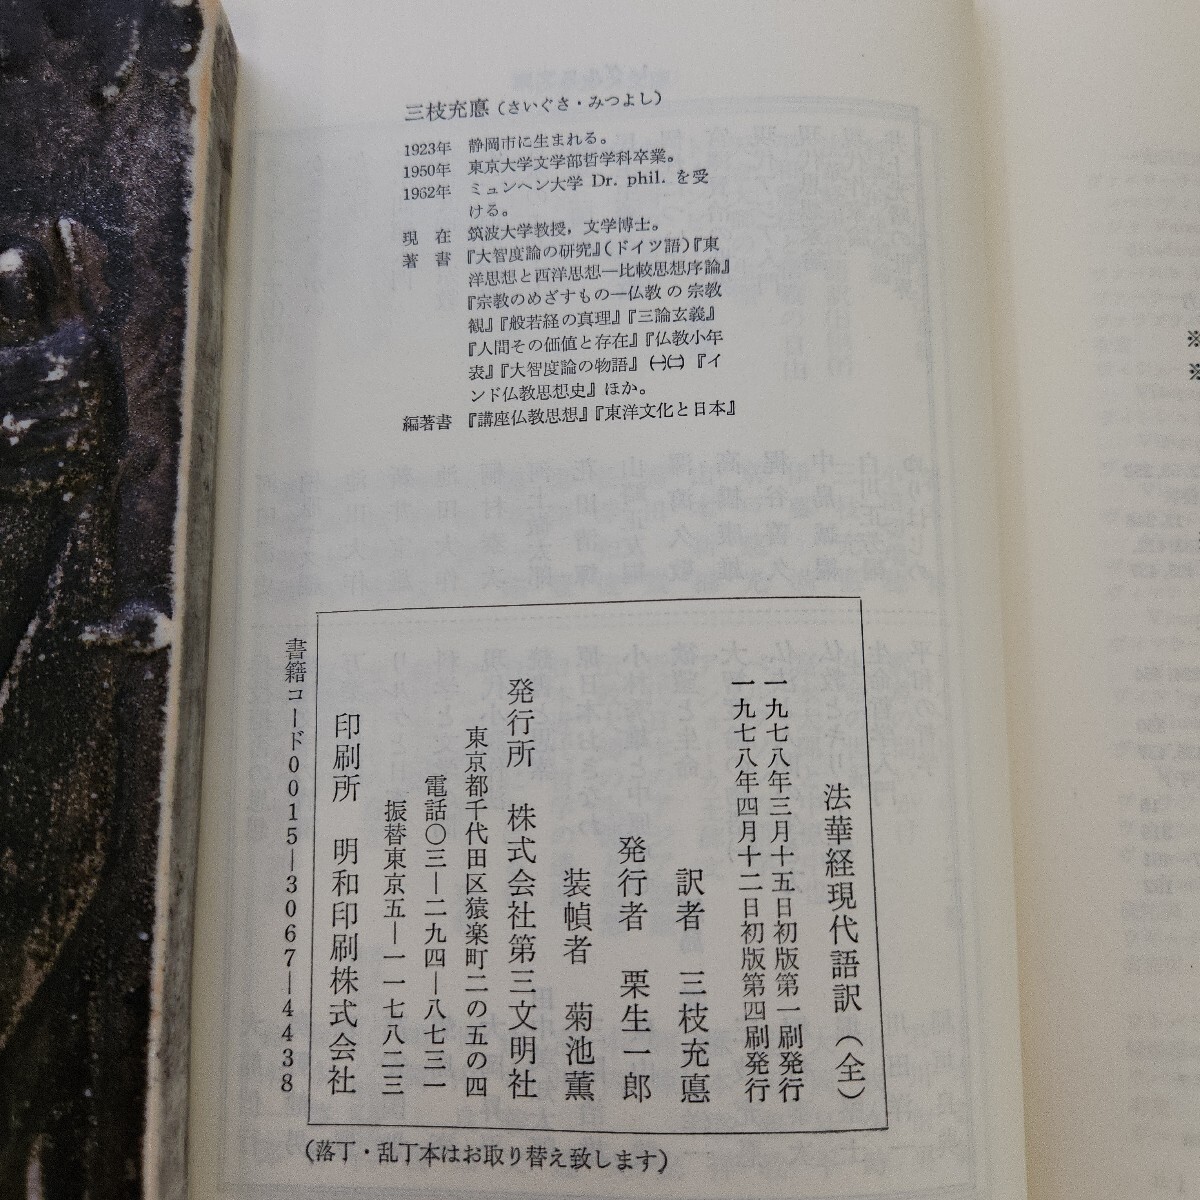 三枝充悳(さいぐさ・みつよし)
1923年 静岡市に生まれる。
1950年 東京大学文学部哲学科卒業。
1962年 ミュンヘン大学 Dr. phil. を受
ける。
現 在 筑波大学教授，文学博士。
著 書 『大智度論の研究』(ドイツ語)『東
洋思想と西洋思想―比較思想序論』
『宗教のめざすもの―仏教の宗教
観』『般若経の真理』『三論玄義』
『人間その価値と存在』『仏教小年
表』『大智度論の物語』㈠㈡『イ
ンド仏教思想史』ほか。
編著書 『講座仏教思想』『東洋文化と日本』
法華経現代語訳（全）
一九七八年三月十五日初版第一刷発行
一九七八年四月十二日初版第四刷発行
訳者 三枝充悳
発行者 栗生一郎
装幀者 菊池薫
発行所 株式会社第三文明社
東京都千代田区猿楽町二の五の四
電話〇三―二九四―八七三一
振替東京五―一一七八二三
印刷所 明和印刷株式会社
書籍コード0015―3067―4438
(落丁・乱丁本はお取り替え致します)